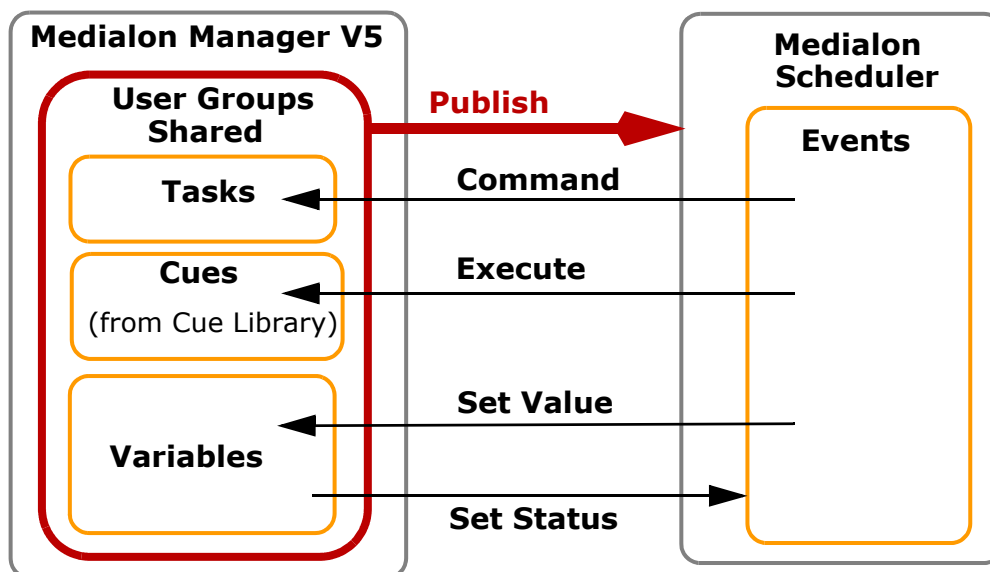 Medialon Manager V5
User Groups
Shared
Tasks
Cues
(from Cue Library)
Variables
Publish
Command
Execute
Set Value
Set Status
Medialon
Scheduler
Events